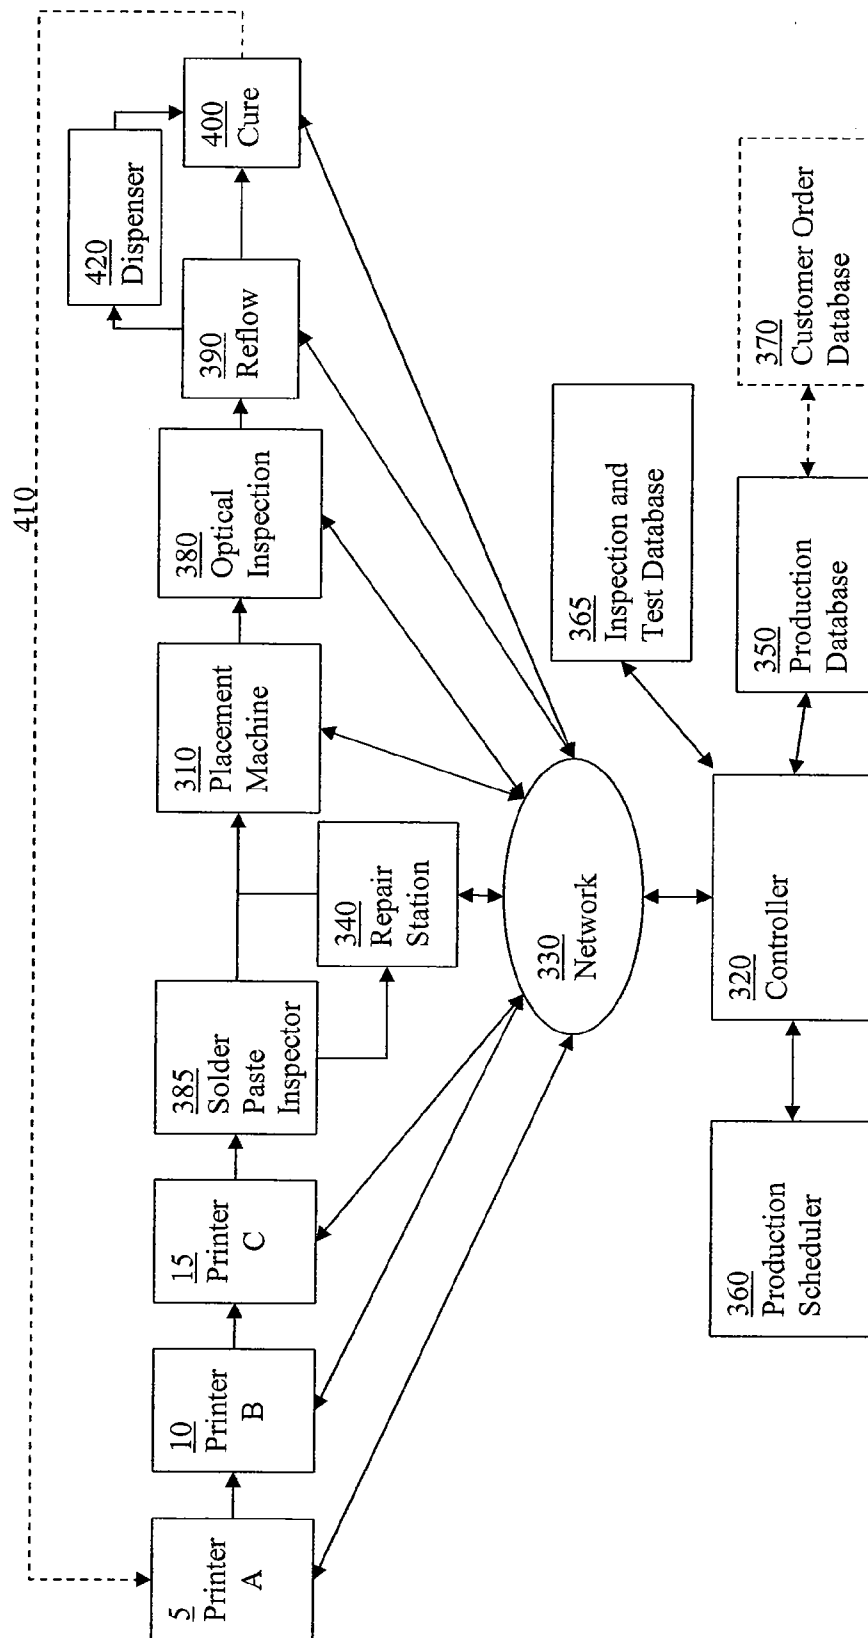 410
5
Printer
A
10
Printer
B
15
Printer
C
385
Solder
Paste
Inspector
340
Repair
Station
310
Placement
Machine
380
Optical
Inspection
390
Reflow
420
Dispenser
400
Cure
330
Network
365
Inspection and
Test Database
360
Production
Scheduler
320
Controller
350
Production
Database
370
Customer Order
Database